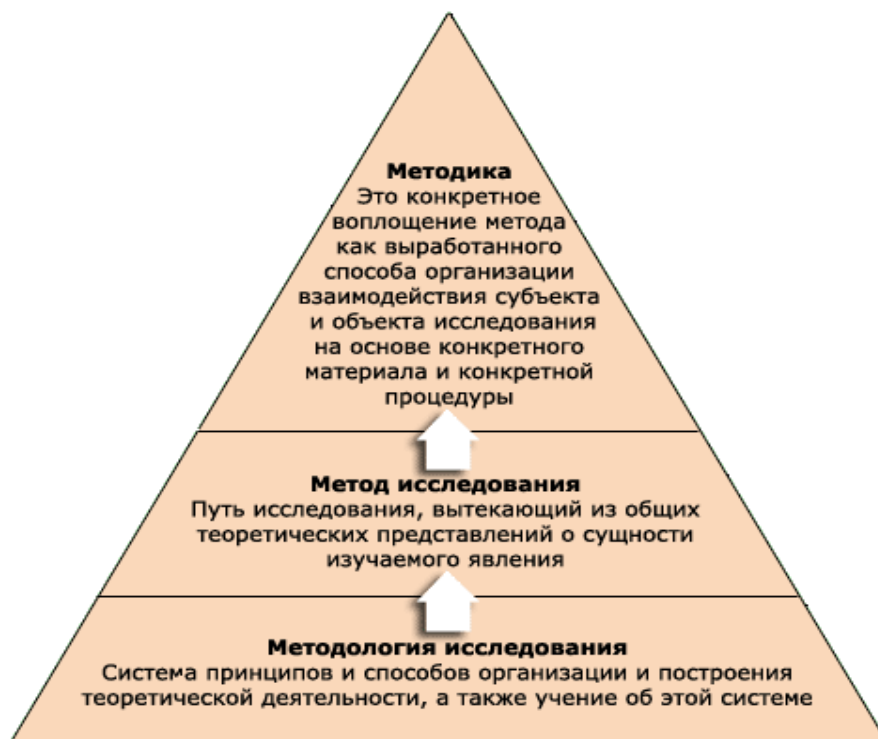 Методика
Это конкретное
воплощение метода
как выработанного
способа организации
взаимодействия субъекта
и объекта исследования
на основе конкретного
материала и конкретной
процедуры
Метод исследования
Путь исследования, вытекающий из общих
теоретических представлений о сущности
изучаемого явления
Методология исследования
Система принципов и способов организации и построения
теоретической деятельности, а также учение об этой системе